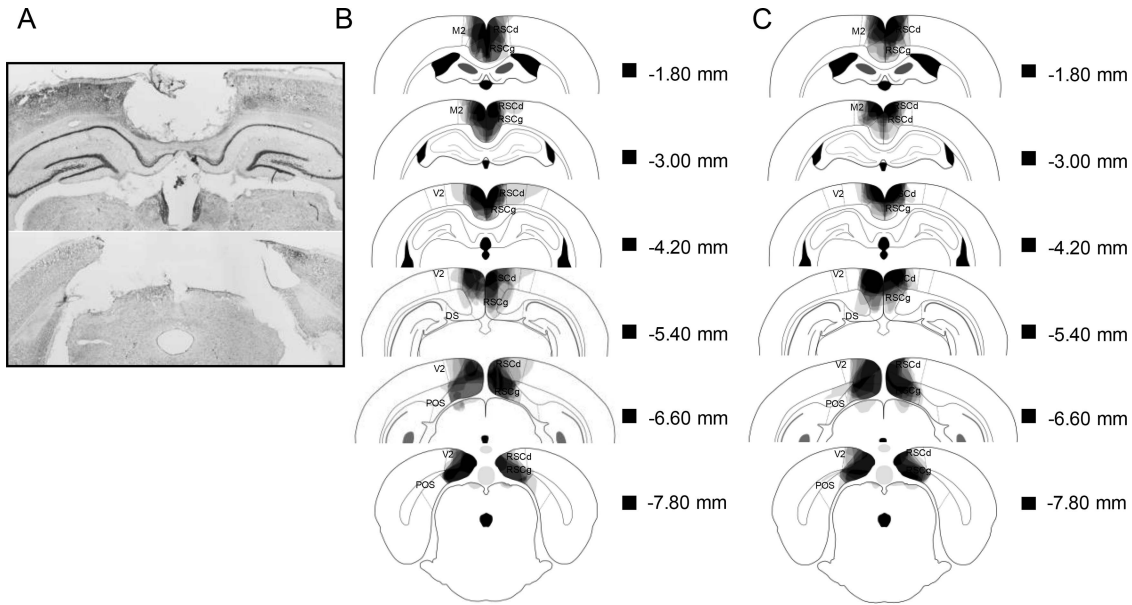 A
B
M2 RSCd
RSCg
-1.80 mm
M2 RSCd
RSCg
-3.00 mm
V2 RSCd
RSCg
-4.20 mm
V2 RSCd
RSCg
DS
-5.40 mm
V2 RSCd
RSCg
POS
-6.60 mm
V2 RSCd
RSCg
POS
-7.80 mm
C
M2 RSCd
RSCg
-1.80 mm
M2 RSCd
RSCd
-3.00 mm
V2 RSCd
RSCg
-4.20 mm
V2 RSCd
RSCg
DS
-5.40 mm
V2 RSCd
RSCg
POS
-6.60 mm
V2 RSCd
RSCg
POS
-7.80 mm